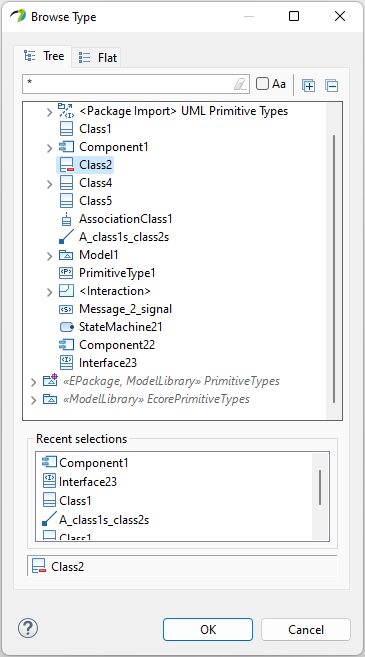 Browse Type
Tree
Flat
*
Aa
<Package Import> UML Primitive Types
Class1
Component1
Class2
Class4
Class5
AssociationClass1
A_class1s_class2s
Model1
PrimitiveType1
<Interaction>
Message_2_signal
StateMachine21
Component22
Interface23
«EPackage, ModelLibrary» PrimitiveTypes
«ModelLibrary» EcorePrimitiveTypes
Recent selections
Component1
Interface23
Class1
A_class1s_class2s
Class1
Class2
OK
Cancel